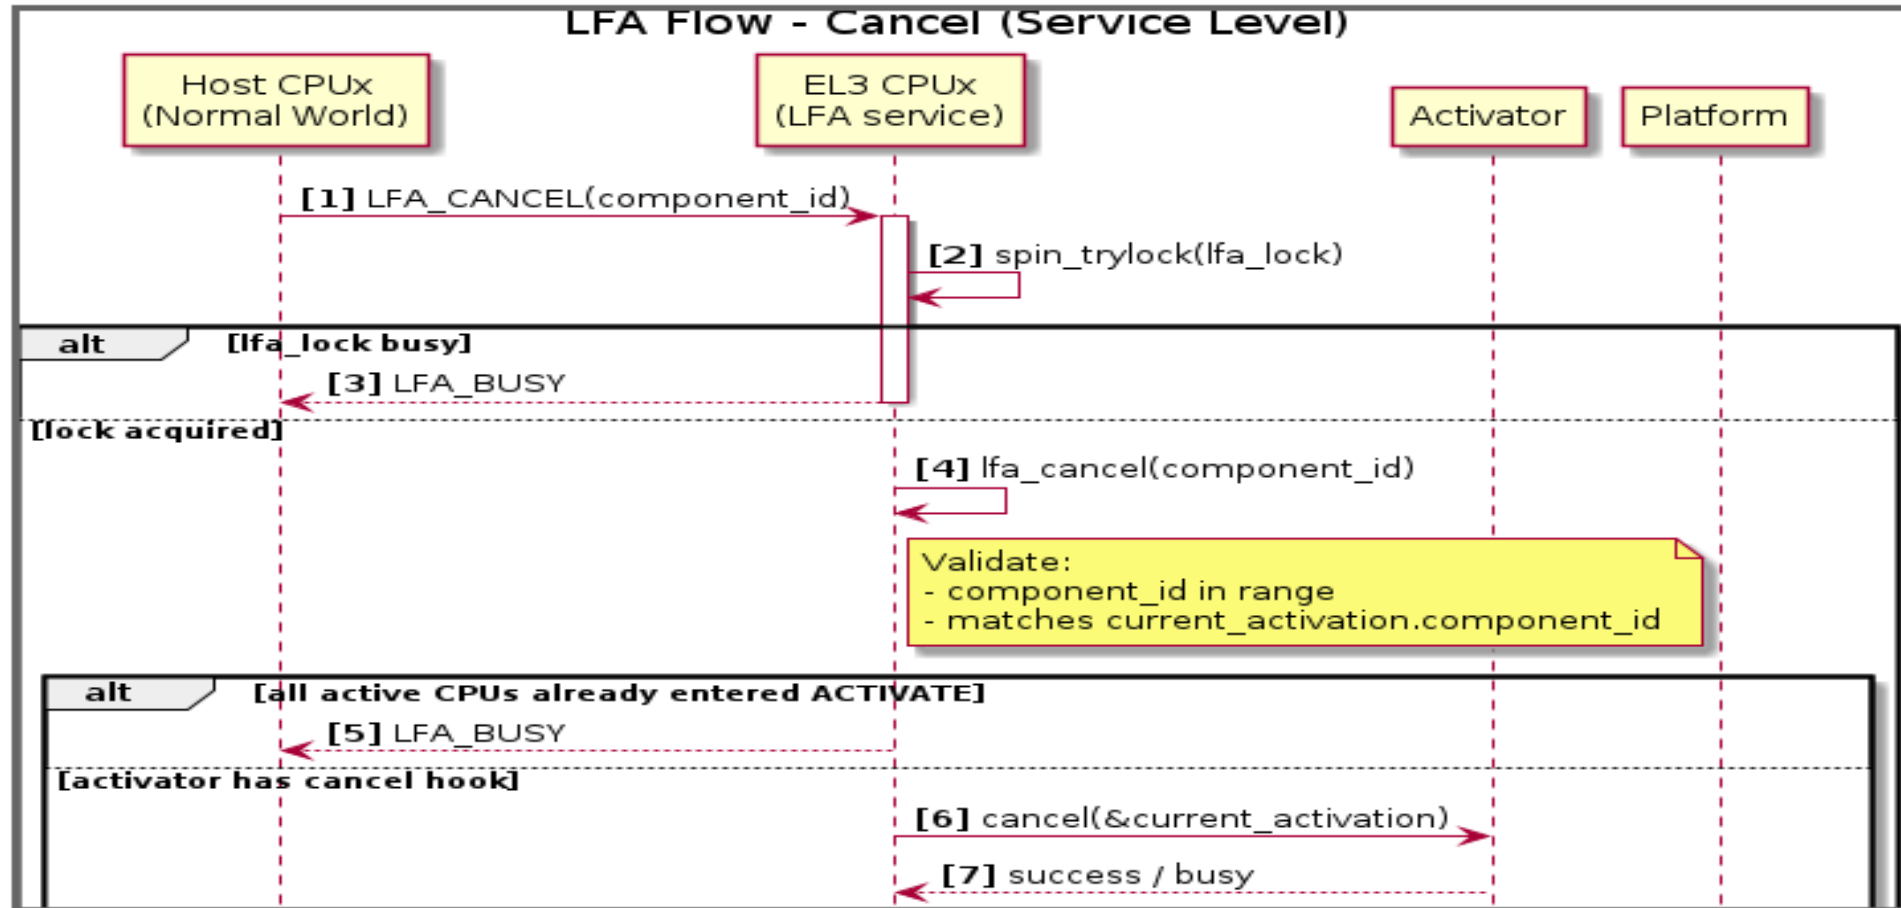 LFA Flow - Cancel (Service Level)
Host CPUx
(Normal World)
EL3 CPUx
(LFA service)
Activator
Platform
[1] LFA_CANCEL(component_id)
[2] spin_trylock(lfa_lock)
alt
[lfa_lock busy]
[3] LFA_BUSY
[lock acquired]
[4] lfa_cancel(component_id)
Validate:
- component_id in range
- matches current_activation.component_id
alt
[all active CPUs already entered ACTIVATE]
[5] LFA_BUSY
[activator has cancel hook]
[6] cancel(&current_activation)
[7] success / busy